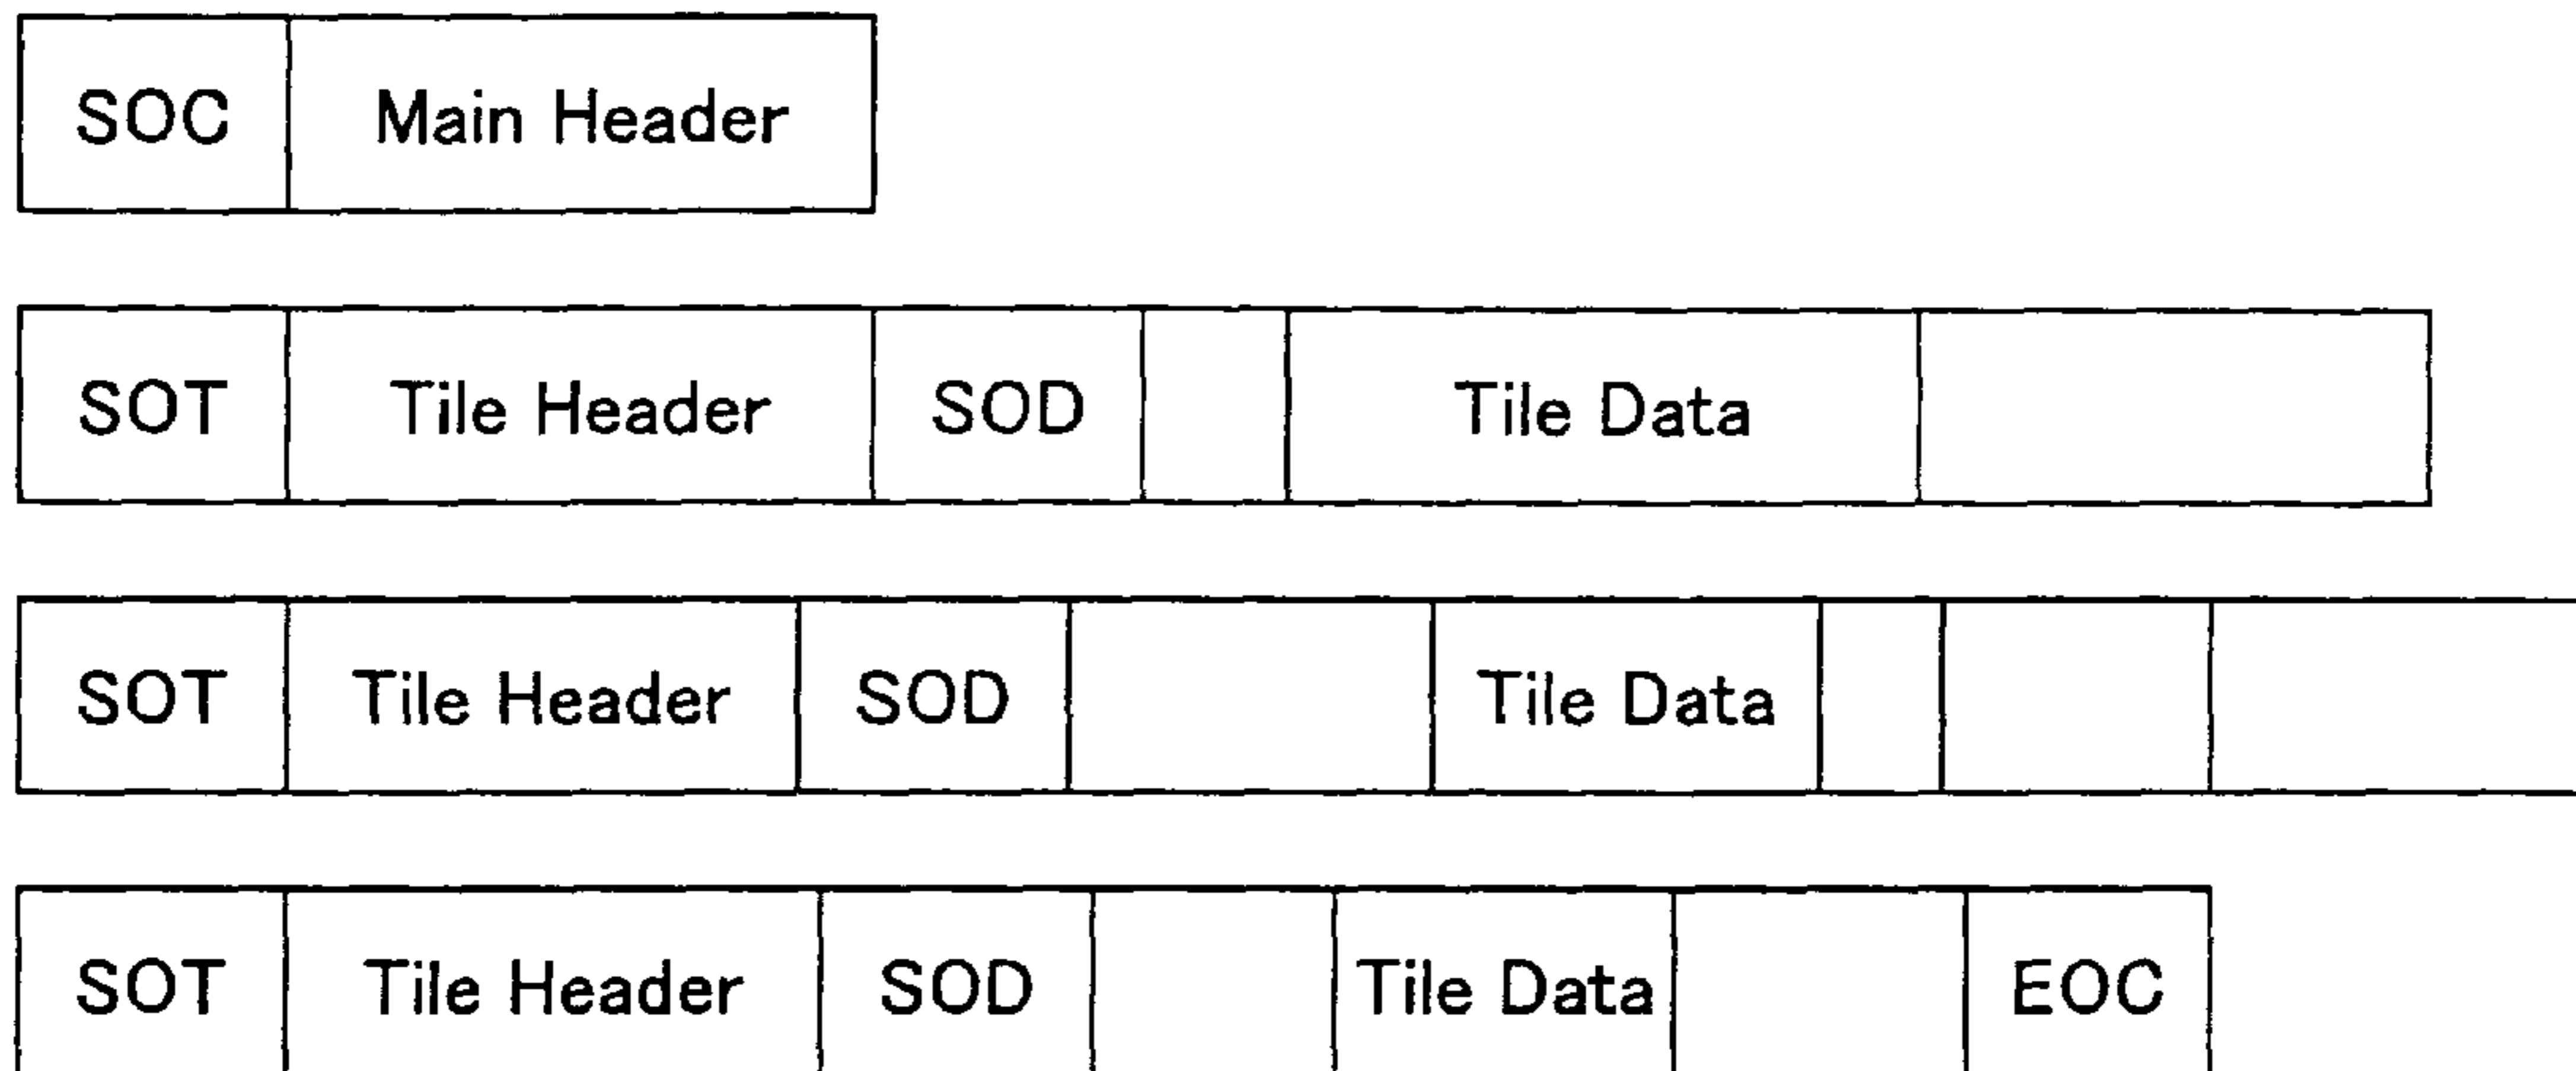 SOC Main Header
SOT Tile Header SOD Tile Data
SOT Tile Header SOD Tile Data
SOT Tile Header SOD Tile Data EOC